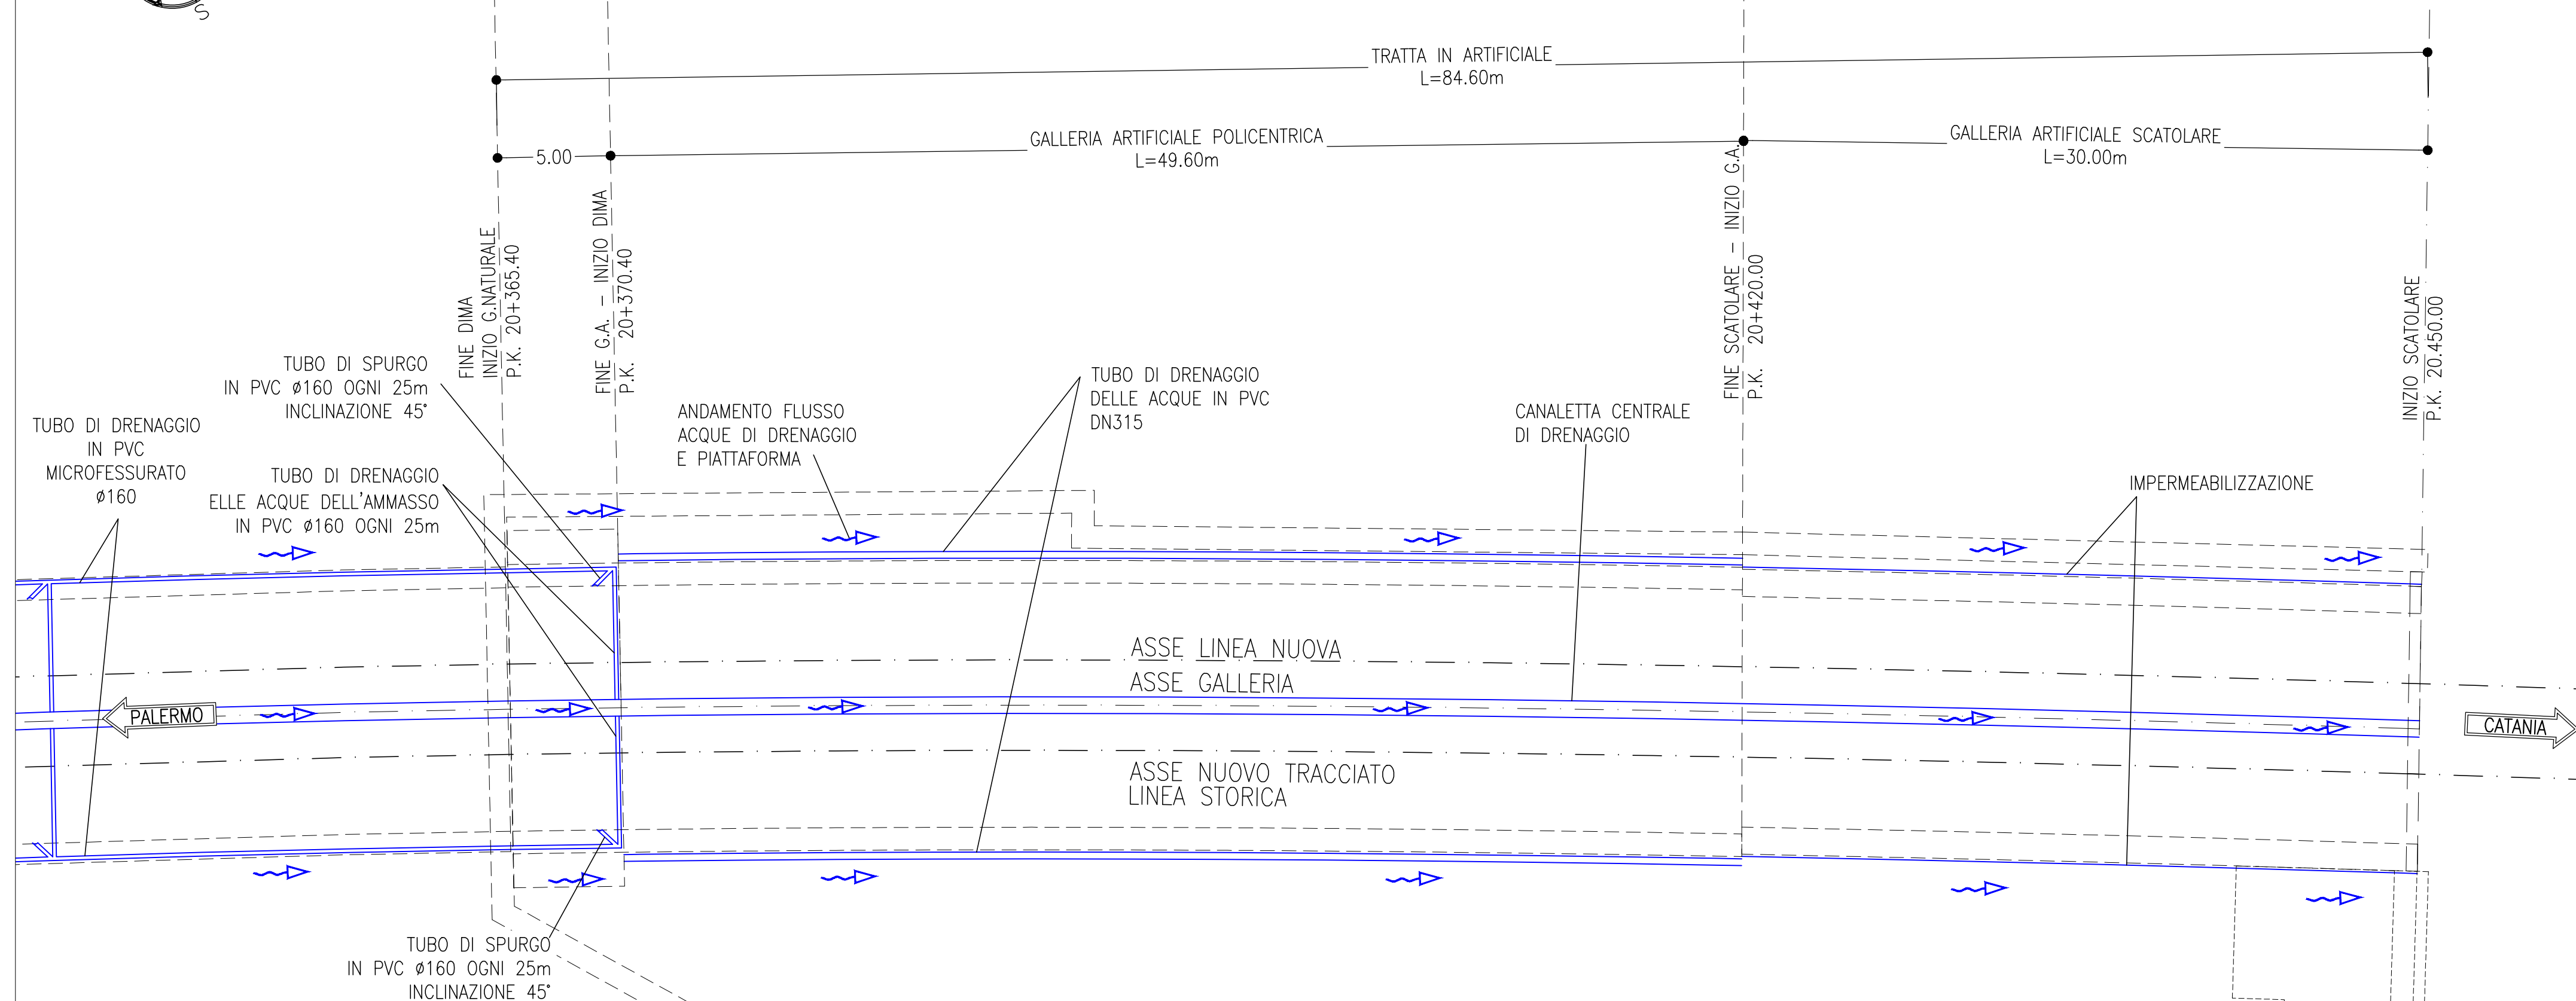 S
TRATTA IN ARTIFICIALE
L=84.60m
5.00
GALLERIA ARTIFICIALE POLICENTRICA
L=49.60m
GALLERIA ARTIFICIALE SCATOLARE
L=30.00m
FINE DIMA
INIZIO G.NATURALE
P.K. 20+365.40
FINE G.A. - INIZIO DIMA
P.K. 20+370.40
FINE SCATOLARE - INIZIO G.A.
P.K. 20+420.00
INIZIO SCATOLARE
P.K. 20.450.00
TUBO DI SPURGO
IN PVC ø160 OGNI 25m
INCLINAZIONE 45°
TUBO DI DRENAGGIO
IN PVC
MICROFESSURATO
ø160
TUBO DI DRENAGGIO
ELLE ACQUE DELL'AMMASSO
IN PVC ø160 OGNI 25m
ANDAMENTO FLUSSO
ACQUE DI DRENAGGIO
E PIATTAFORMA
TUBO DI DRENAGGIO
DELLE ACQUE IN PVC
DN315
CANALETTA CENTRALE
DI DRENAGGIO
IMPERMEABILIZZAZIONE
ASSE LINEA NUOVA
ASSE GALLERIA
PALERMO
CATANIA
ASSE NUOVO TRACCIATO
LINEA STORICA
TUBO DI SPURGO
IN PVC ø160 OGNI 25m
INCLINAZIONE 45°